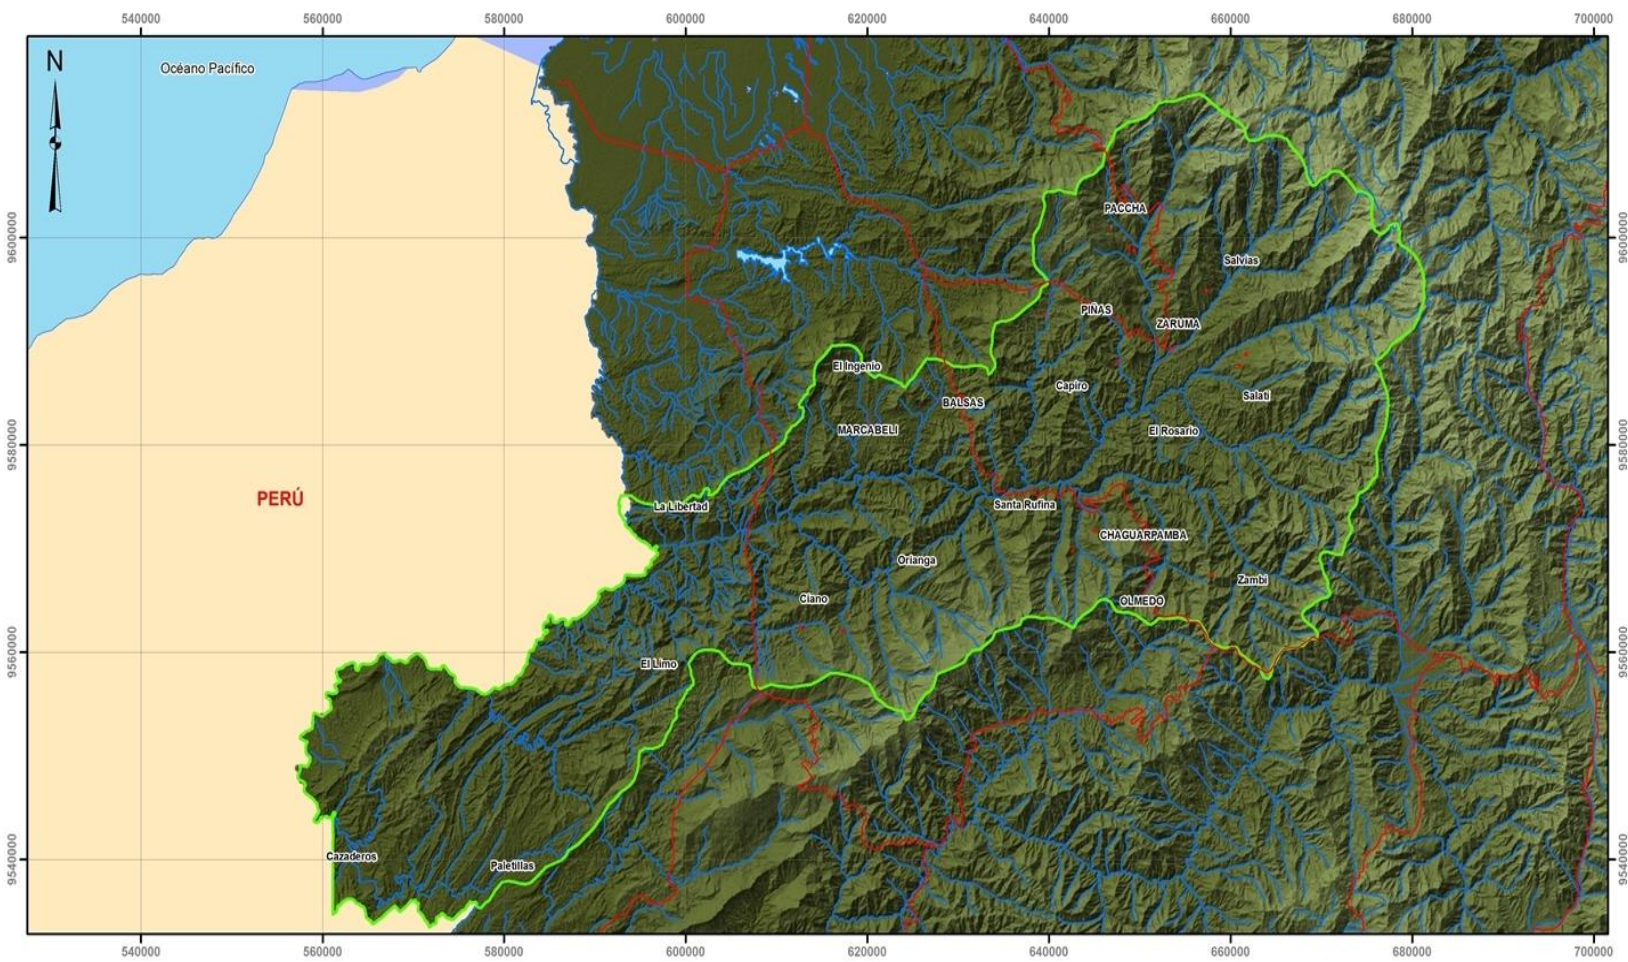 540000 560000 580000 600000 620000 640000 660000 680000 700000
N
Océano Pacífico
9600000
9600000
PACCHA
Salvias
PIÑAS
ZARUMA
El Ingenio
Capiro
Salati
BALSAS
MARCABELI
El Rosario
9580000
9580000
PERÚ
La Libertad
Santa Rufina
CHAGUARPAMBA
Orianga
Zambi
Ciano
OLMEDO
9560000
9560000
El Limo
Cazaderos
Paletillas
9540000
9540000
540000 560000 580000 600000 620000 640000 660000 680000 700000